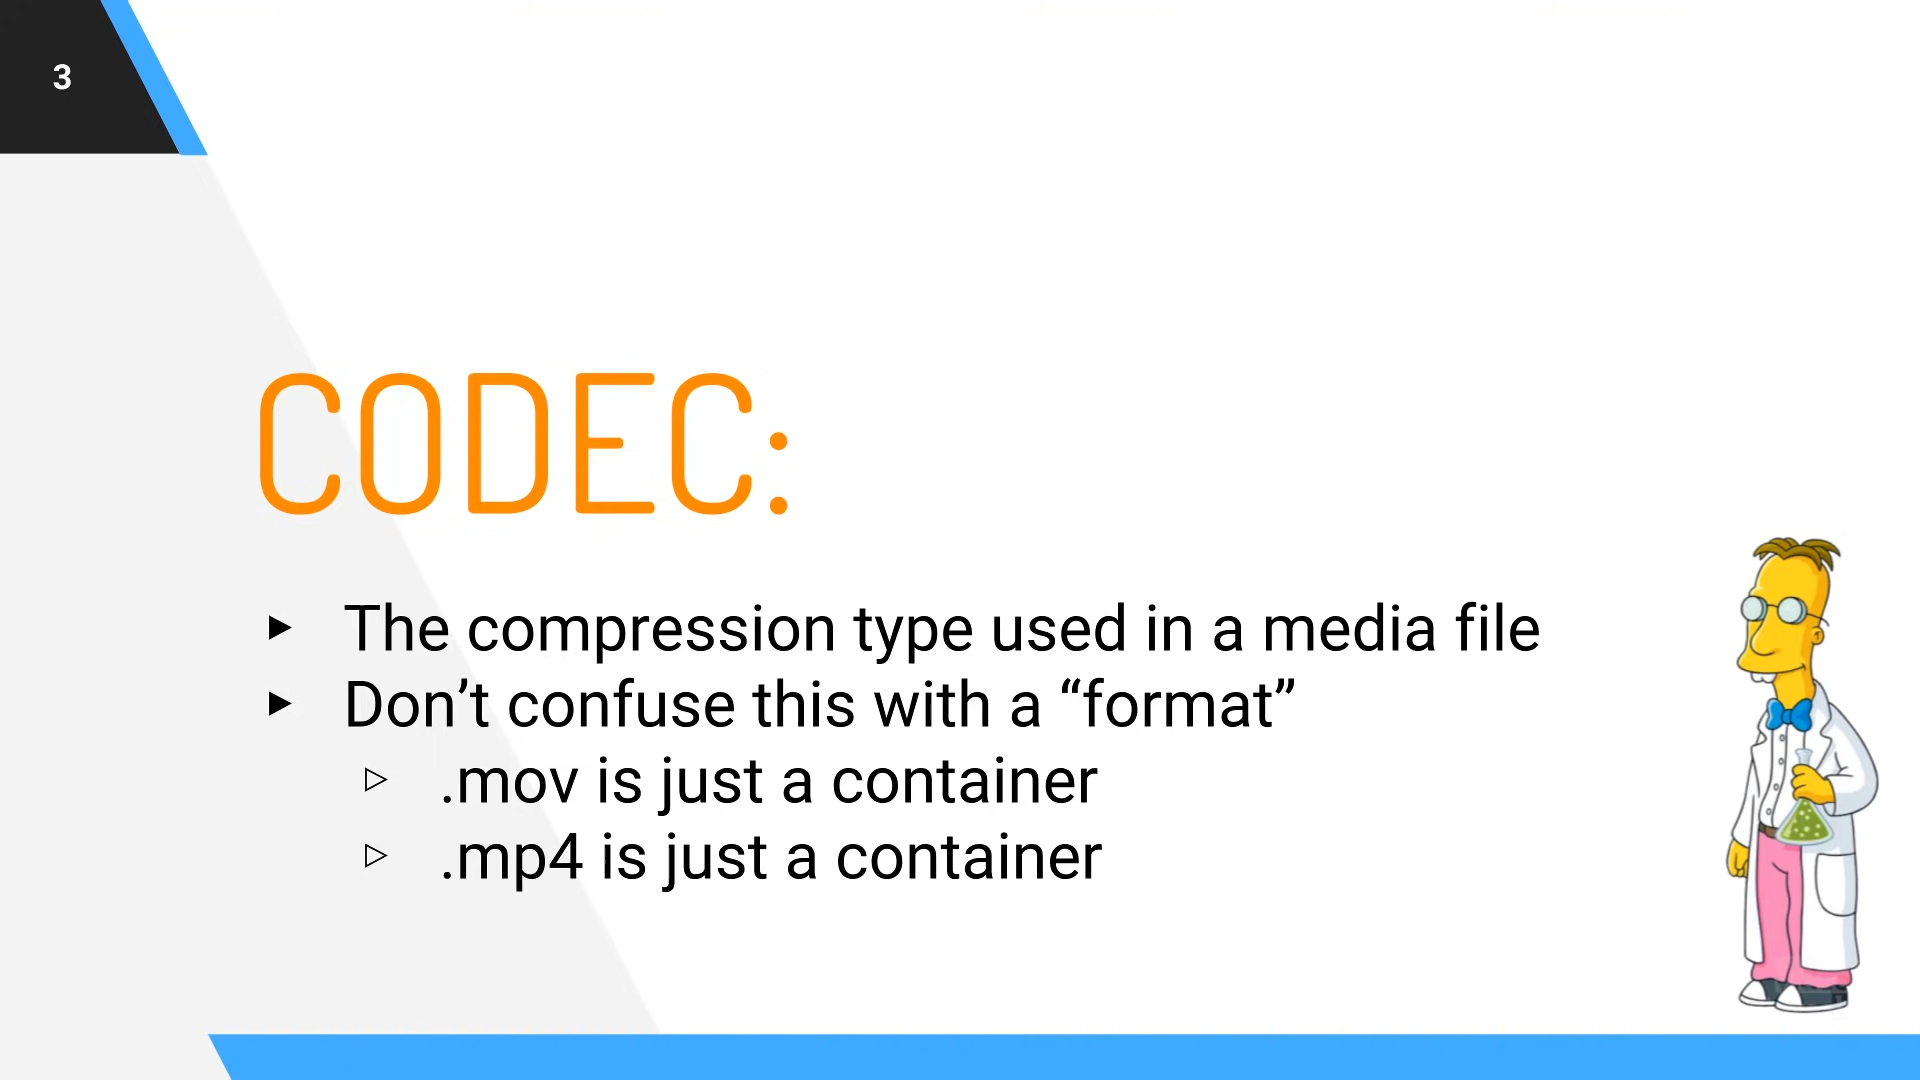 3
CODEC:
▸ The compression type used in a media file
▸ Don’t confuse this with a “format”
▹ .mov is just a container
▹ .mp4 is just a container